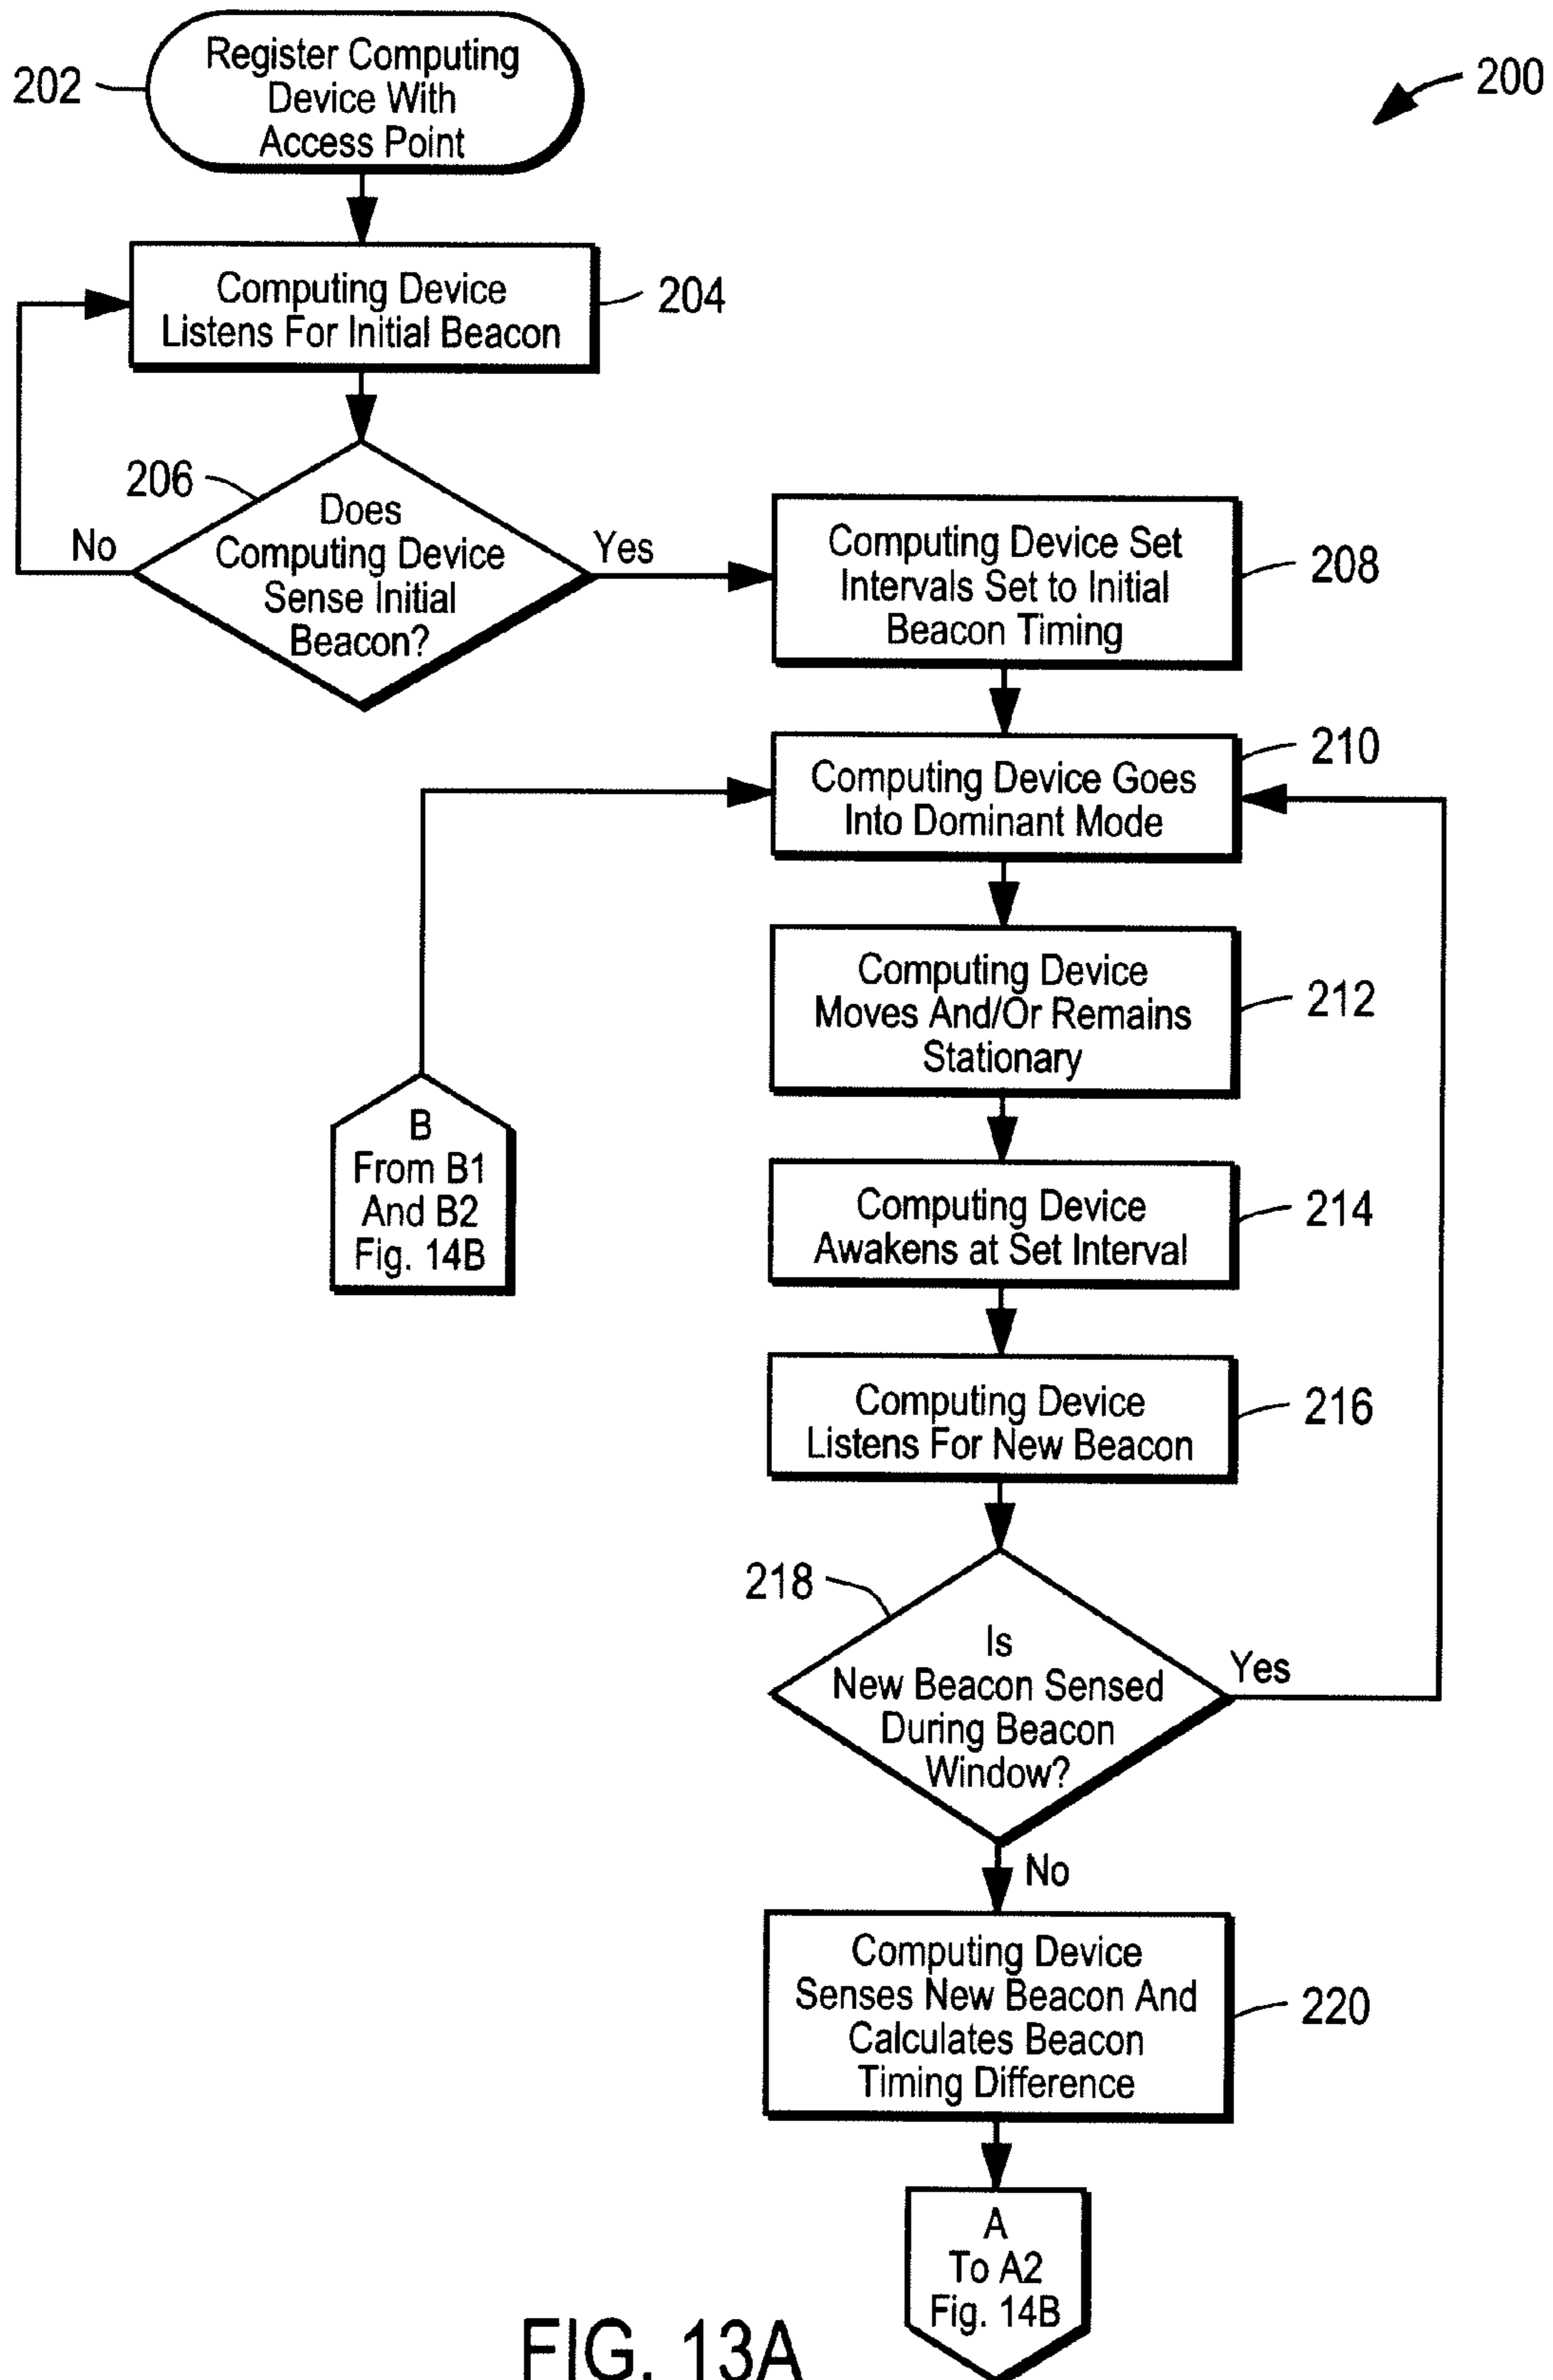 200
202
Register Computing
Device With
Access Point
Computing Device
Listens For Initial Beacon
204
206
Does
Computing Device
Sense Initial
Beacon?
No
Yes
Computing Device Set
Intervals Set to Initial
Beacon Timing
208
Computing Device Goes
Into Dominant Mode
210
Computing Device
Moves And/Or Remains
Stationary
212
B
From B1
And B2
Fig. 14B
Computing Device
Awakens at Set Interval
214
Computing Device
Listens For New Beacon
216
218
Is
New Beacon Sensed
During Beacon
Window?
Yes
No
Computing Device
Senses New Beacon And
Calculates Beacon
Timing Difference
220
A
To A2
Fig. 14B
FIG. 13A